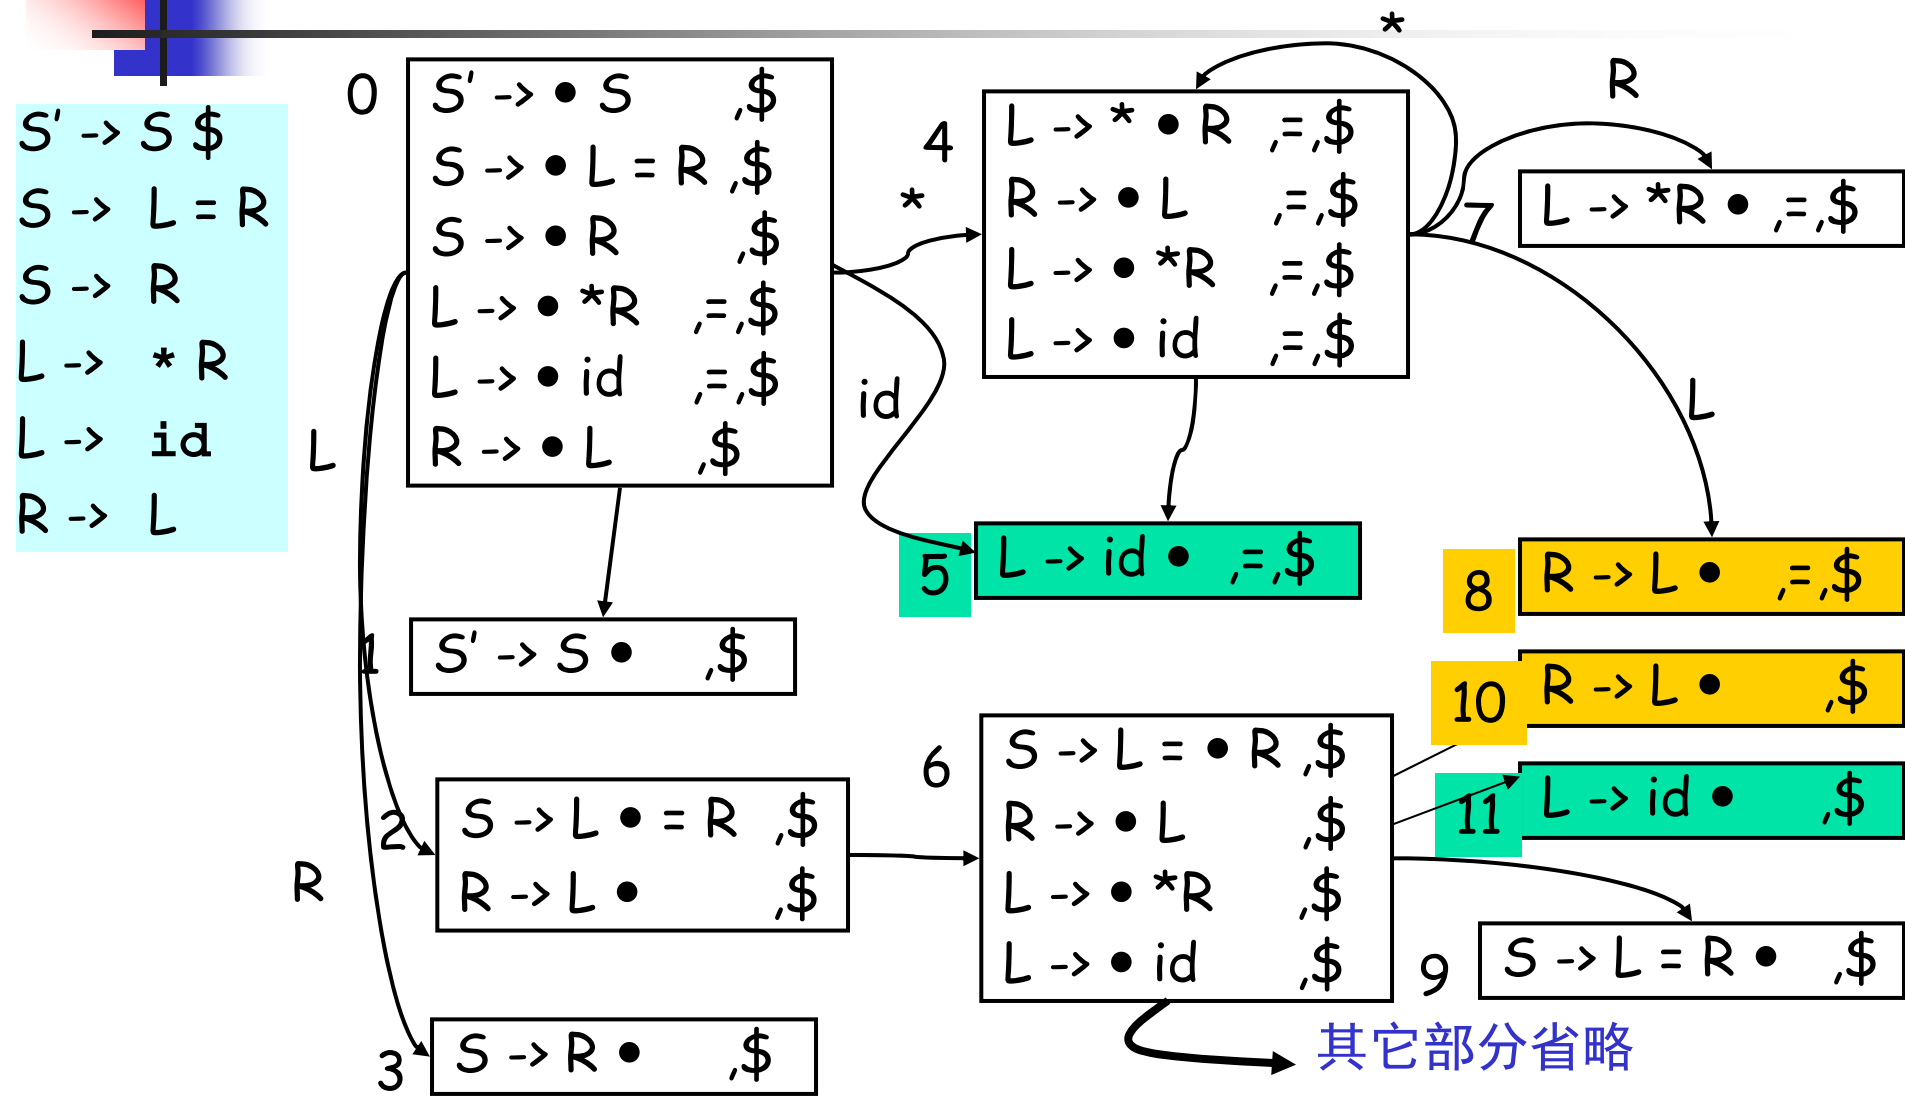 S' -> S $
S -> L = R
S -> R
L -> * R
L -> id
R -> L
0
S' -> ● S ,$
S -> ● L = R ,$
S -> ● R ,$
L -> ● *R ,=,$
L -> ● id ,=,$
R -> ● L ,$
L
R
*
id
1
S' -> S ● ,$
2
S -> L ● = R ,$
R -> L ● ,$
3
S -> R ● ,$
*
4
L -> * ● R ,=,$
R -> ● L ,=,$
L -> ● *R ,=,$
L -> ● id ,=,$
5
L -> id ● ,=,$
6
S -> L = ● R ,$
R -> ● L ,$
L -> ● *R ,$
L -> ● id ,$
其它部分省略
R
7
L -> *R ● ,=,$
L
8
R -> L ● ,=,$
10
R -> L ● ,$
11
L -> id ● ,$
9
S -> L = R ● ,$